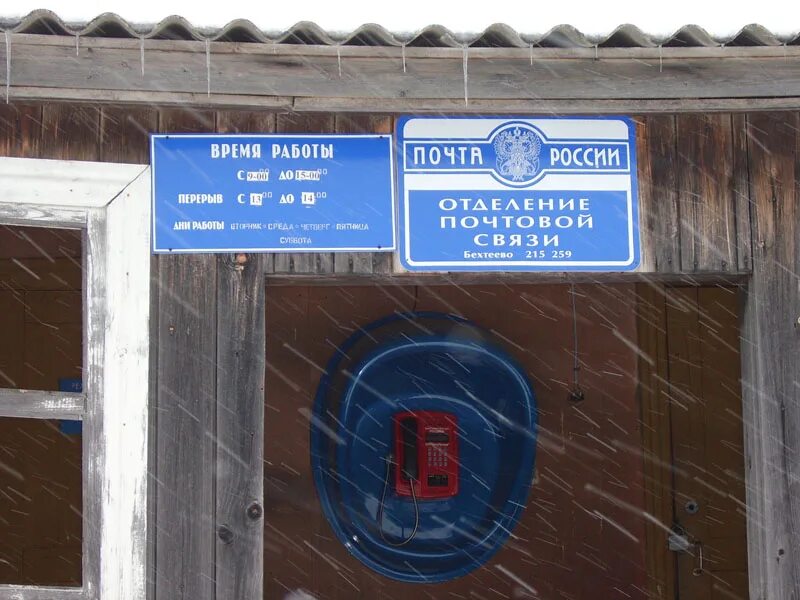 ВРЕМЯ РАБОТЫ
С 9-00 ДО 15-00
ПЕРЕРЫВ С 13 00 ДО 14 00
ДНИ РАБОТЫ ВТОРНИК СРЕДА ЧЕТВЕРГ ПЯТНИЦА
СУББОТА
ПОЧТА РОССИИ
ОТДЕЛЕНИЕ
ПОЧТОВОЙ
СВЯЗИ
Бехтеево 215 259